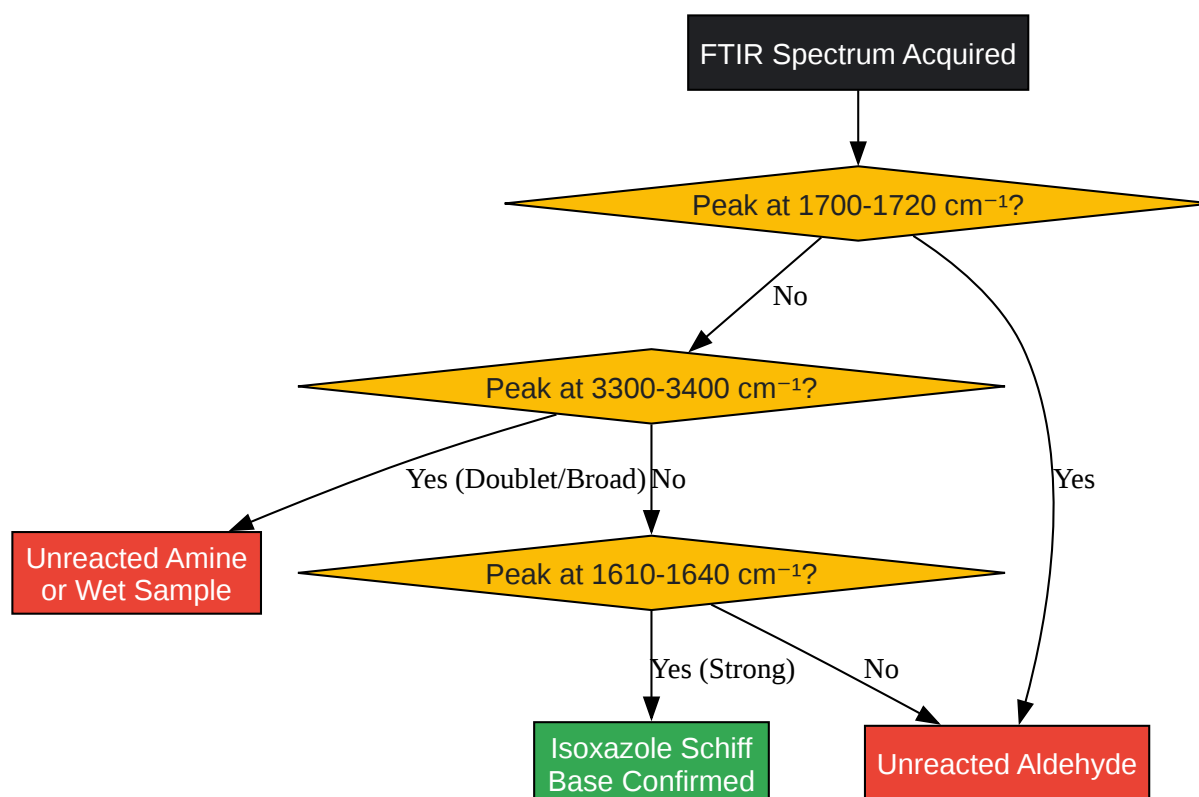 FTIR Spectrum Acquired
Peak at 1700-1720 cm⁻¹?
No
Peak at 3300-3400 cm⁻¹?
Yes (Doublet/Broad)
No
Yes
Unreacted Amine
or Wet Sample
Peak at 1610-1640 cm⁻¹?
Yes (Strong)
No
Isoxazole Schiff
Base Confirmed
Unreacted Aldehyde